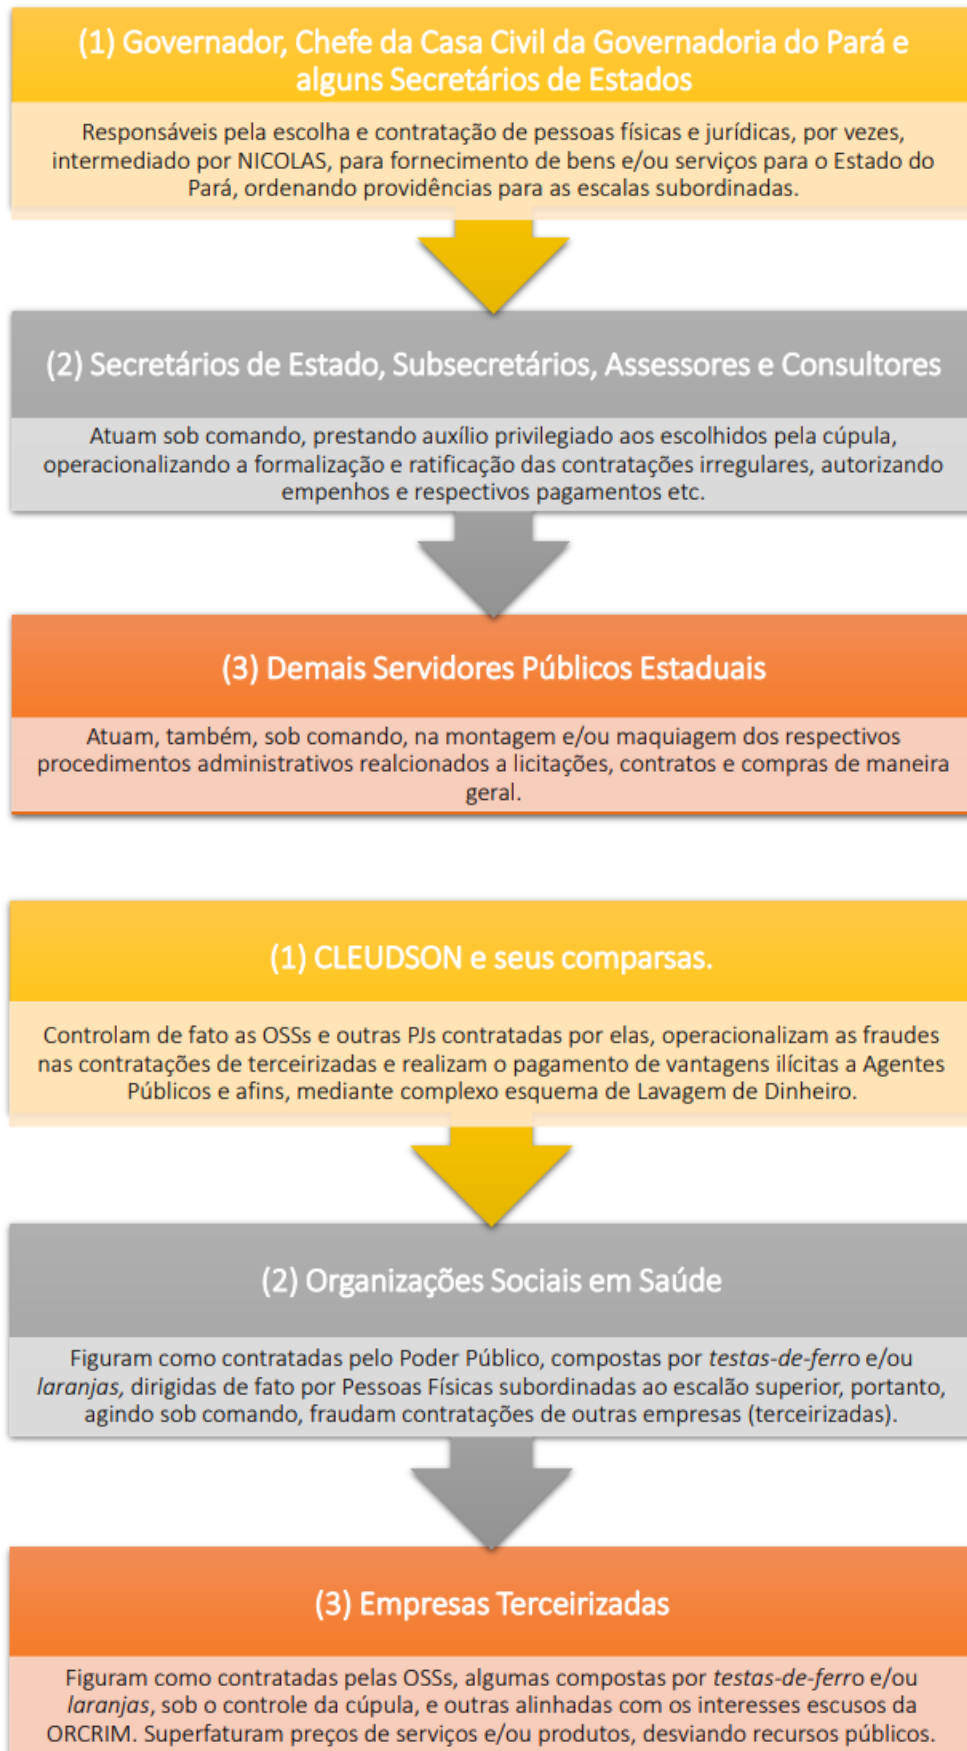 (1) Governador, Chefe da Casa Civil da Governadoria do Pará e
alguns Secretários de Estados
Responsáveis pela escolha e contratação de pessoas físicas e jurídicas, por vezes,
intermediado por NICOLAS, para fornecimento de bens e/ou serviços para o Estado do
Pará, ordenando providências para as escalas subordinadas.
(2) Secretários de Estado, Subsecretários, Assessores e Consultores
Atuam sob comando, prestando auxílio privilegiado aos escolhidos pela cúpula,
operacionalizando a formalização e ratificação das contratações irregulares, autorizando
empenhos e respectivos pagamentos etc.
(3) Demais Servidores Públicos Estaduais
Atuam, também, sob comando, na montagem e/ou maquiagem dos respectivos
procedimentos administrativos realcionados a licitações, contratos e compras de maneira
geral.
(1) CLEUDSON e seus comparsas.
Controlam de fato as OSSs e outras PJs contratadas por elas, operacionalizam as fraudes
nas contratações de terceirizadas e realizam o pagamento de vantagens ilícitas a Agentes
Públicos e afins, mediante complexo esquema de Lavagem de Dinheiro.
(2) Organizações Sociais em Saúde
Figuram como contratadas pelo Poder Público, compostas por testas-de-ferro e/ou
laranjas, dirigidas de fato por Pessoas Físicas subordinadas ao escalão superior, portanto,
agindo sob comando, fraudam contratações de outras empresas (terceirizadas).
(3) Empresas Terceirizadas
Figuram como contratadas pelas OSSs, algumas compostas por testas-de-ferro e/ou
laranjas, sob o controle da cúpula, e outras alinhadas com os interesses escusos da
ORCRIM. Superfaturam preços de serviços e/ou produtos, desviando recursos públicos.